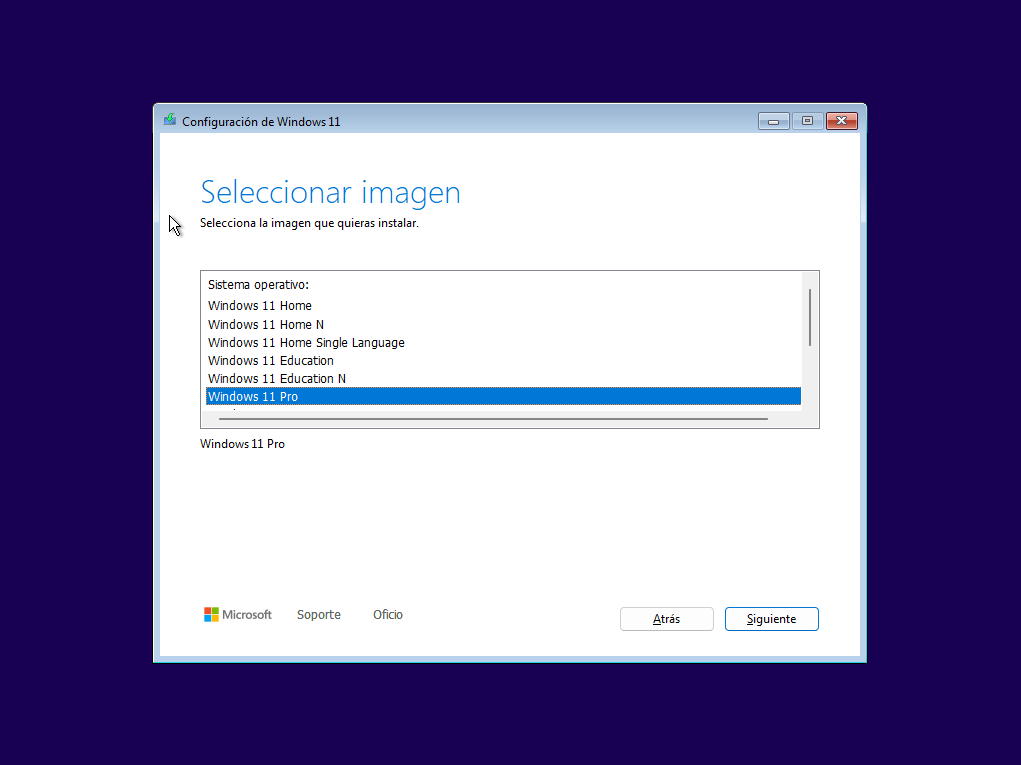 Configuración de Windows 11
Seleccionar imagen
Selecciona la imagen que quieras instalar.
Sistema operativo:
Windows 11 Home
Windows 11 Home N
Windows 11 Home Single Language
Windows 11 Education
Windows 11 Education N
Windows 11 Pro
Windows 11 Pro
Microsoft Soporte Oficio Atrás Siguiente